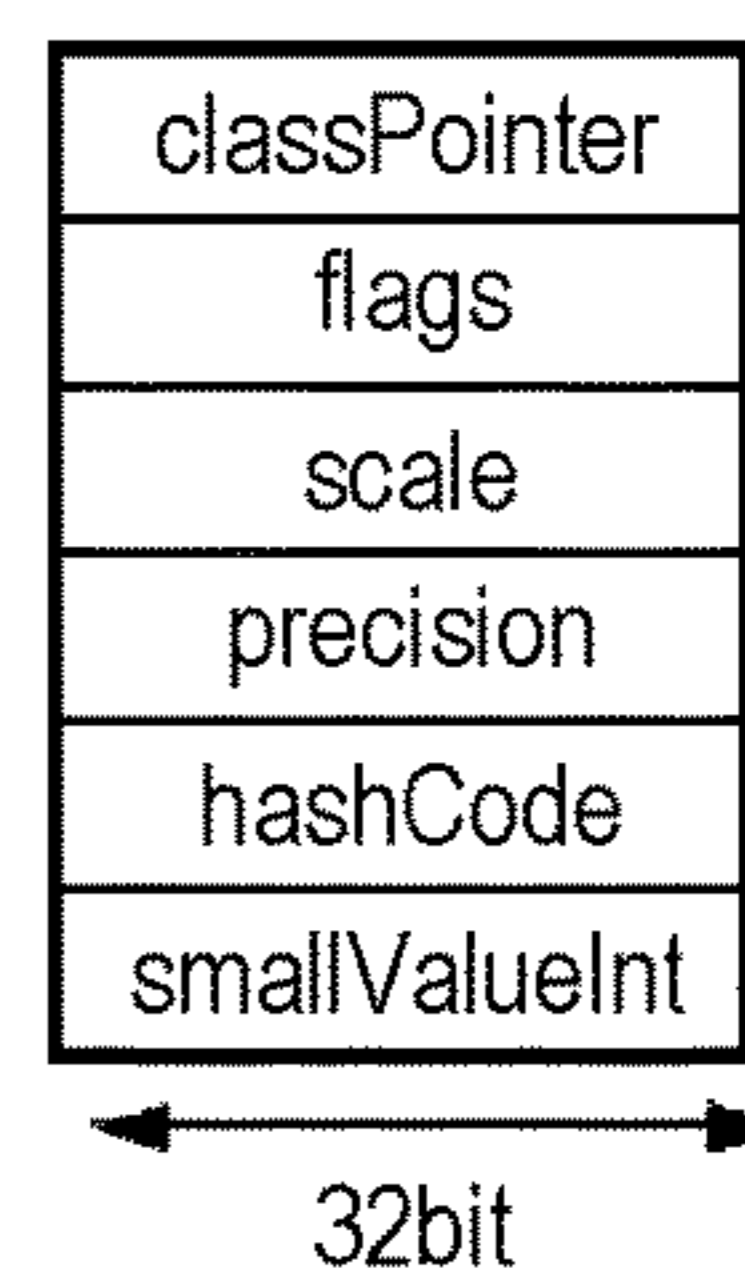 classPointer
flags
scale
precision
hashCode
smallValueInt
32bit